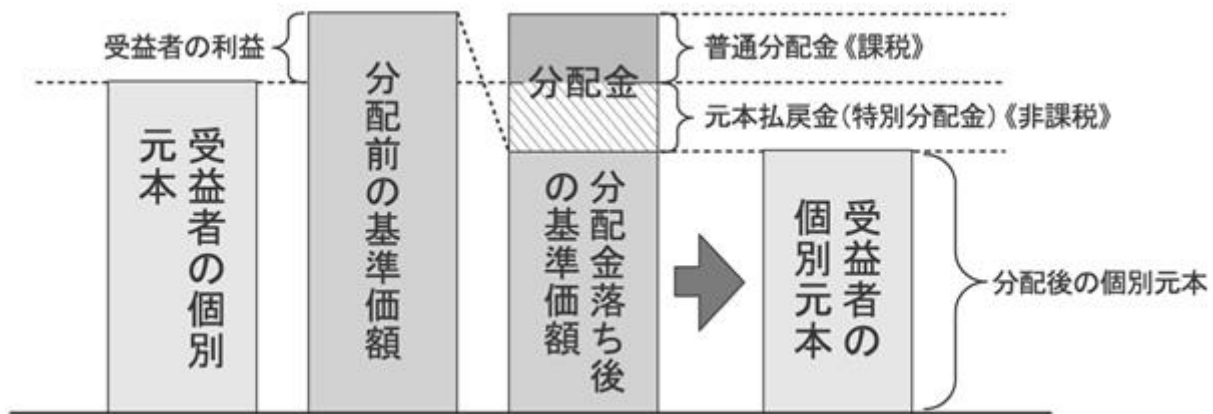 受益者の利益
受益者の個別
元本
分配前の基準価額
分配金
分配金落ち後
の基準価額
普通分配金《課税》
元本払戻金(特別分配金)《非課税》
受益者の
個別元本
分配後の個別元本